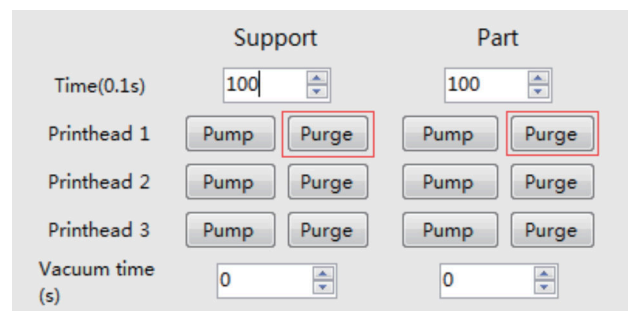 Support Part
Time(0.1s) 100 100
Printhead 1 Pump Purge Pump Purge
Printhead 2 Pump Purge Pump Purge
Printhead 3 Pump Purge Pump Purge
Vacuum time
(s) 0 0